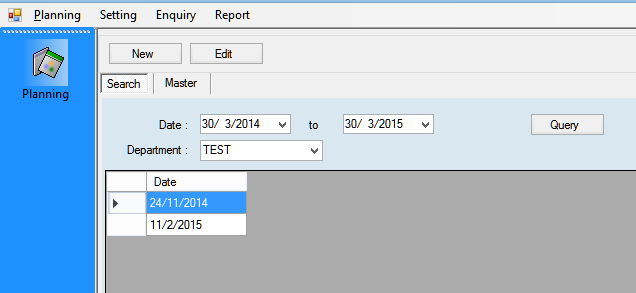 Planning Setting Enquiry Report
Planning
New Edit
Search Master
Date : 30/ 3/2014 to 30/ 3/2015 Query
Department : TEST
Date
24/11/2014
11/2/2015